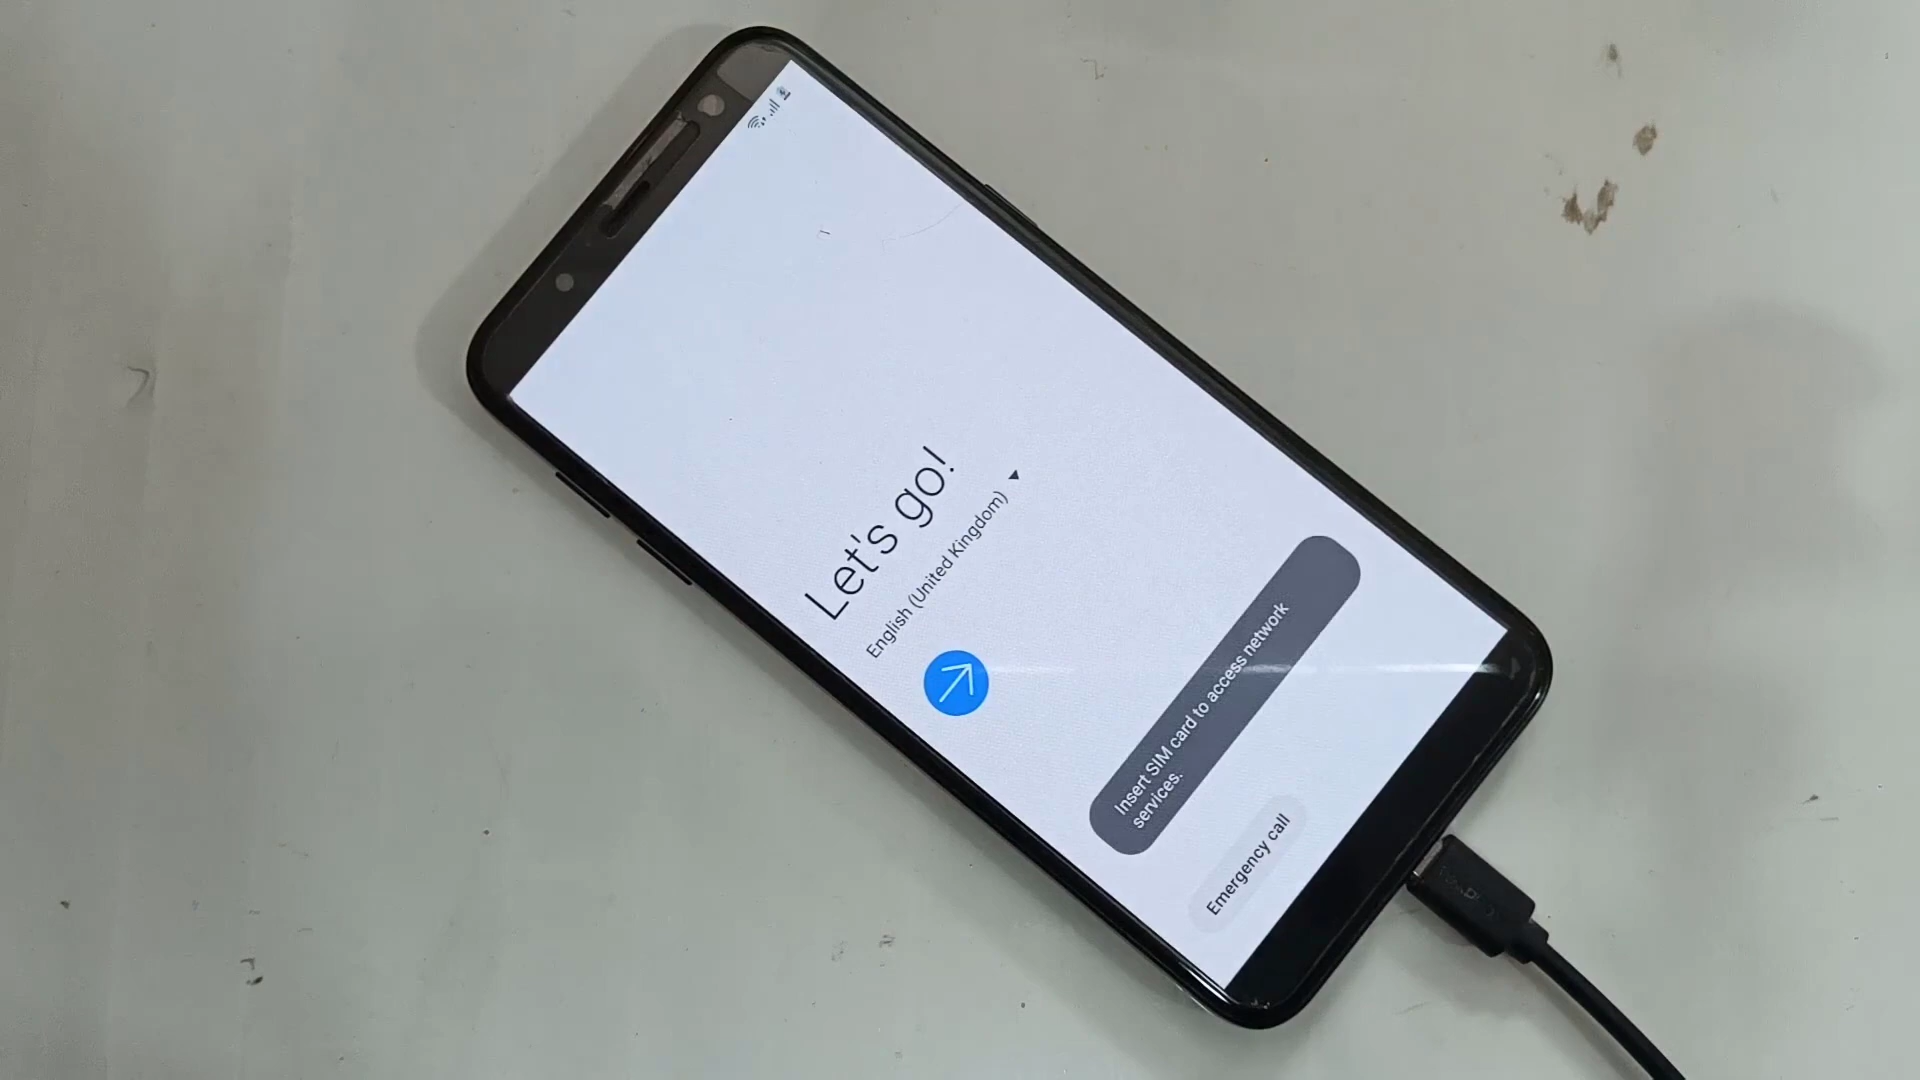 Let's go!
English (United Kingdom)
Insert SIM card to access network
services.
Emergency call